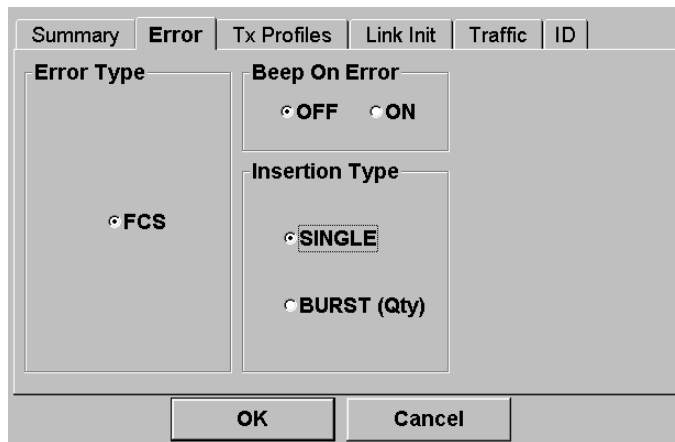 Summary Error Tx Profiles Link Init Traffic ID
Error Type
FCS
Beep On Error
OFF ON
Insertion Type
SINGLE
BURST (Qty)
OK Cancel